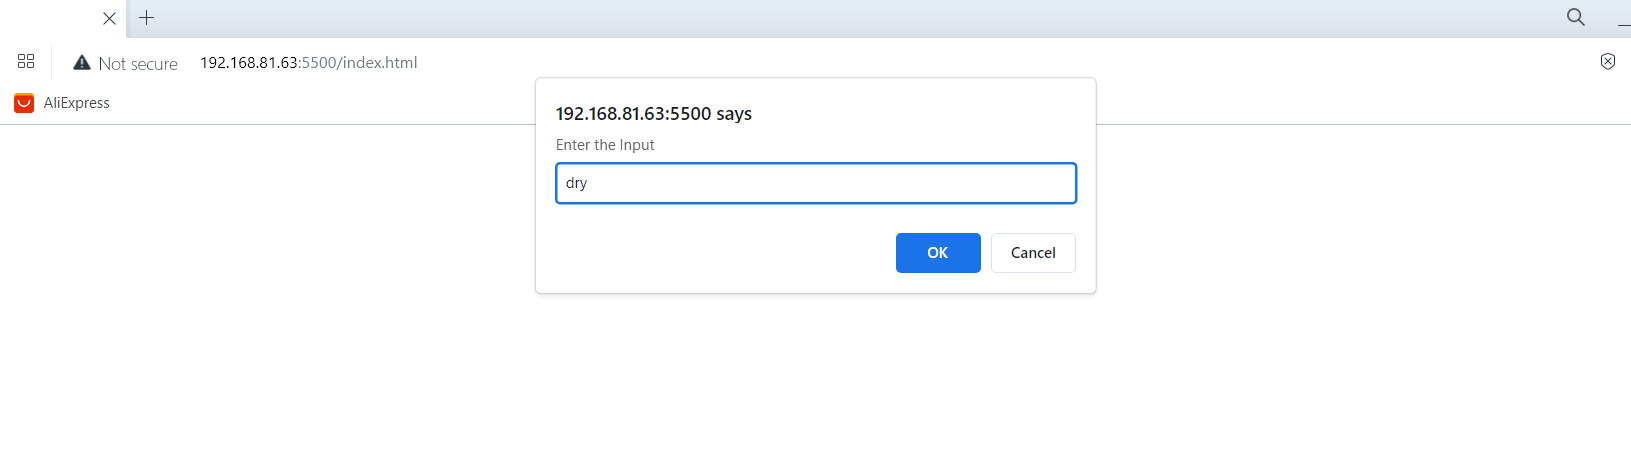 Not secure 192.168.81.63:5500/index.html
AliExpress
192.168.81.63:5500 says
Enter the Input
dry
OK Cancel